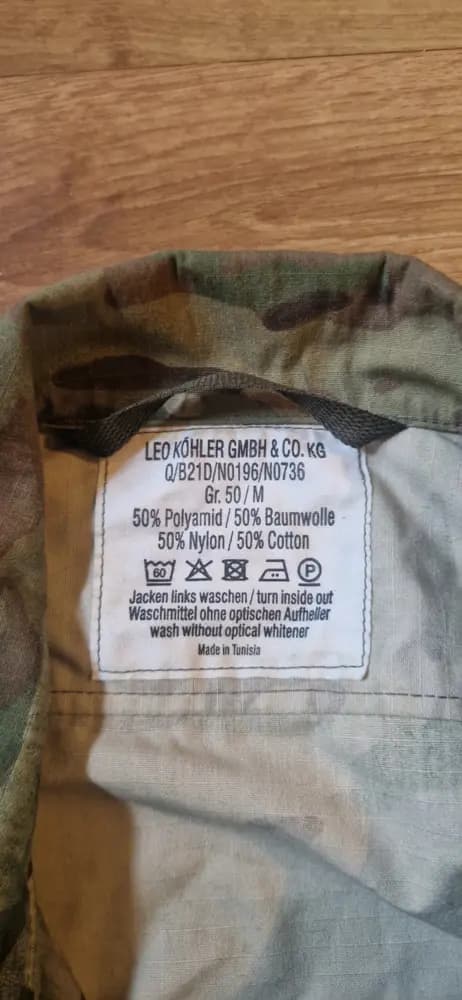 LEO KÖHLER GMBH & CO. KG
Q/B21D/N0196/N0736
Gr. 50 / M
50% Polyamid / 50% Baumwolle
50% Nylon / 50% Cotton
60 P
Jacken links waschen / turn inside out
Waschmittel ohne optischen Aufheller
wash without optical whitener
Made in Tunisia